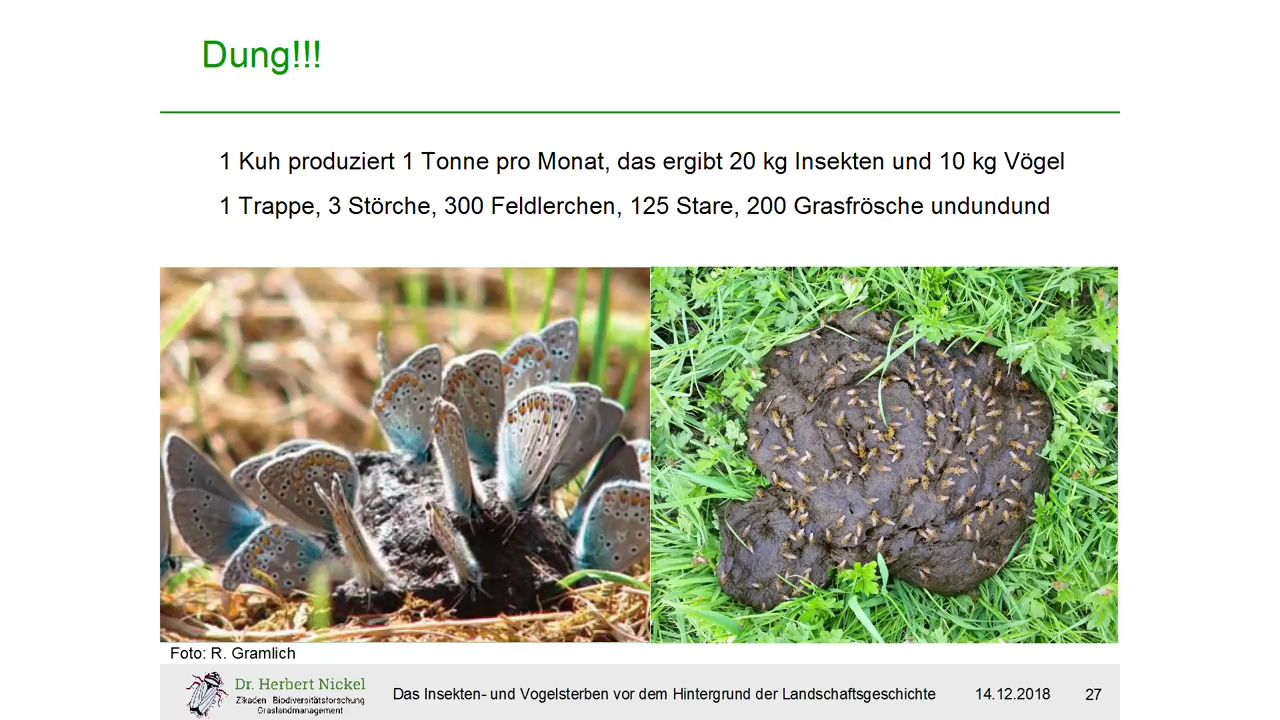 Dung!!!
1 Kuh produziert 1 Tonne pro Monat, das ergibt 20 kg Insekten und 10 kg Vögel
1 Trappe, 3 Störche, 300 Feldlerchen, 125 Stare, 200 Grasfrösche undundund
Foto: R. Gramlich
Dr. Herbert Nickel
Zikaden Biodiversitätsforschung
Graslandmanagement
Das Insekten- und Vogelsterben vor dem Hintergrund der Landschaftsgeschichte 14.12.2018 27